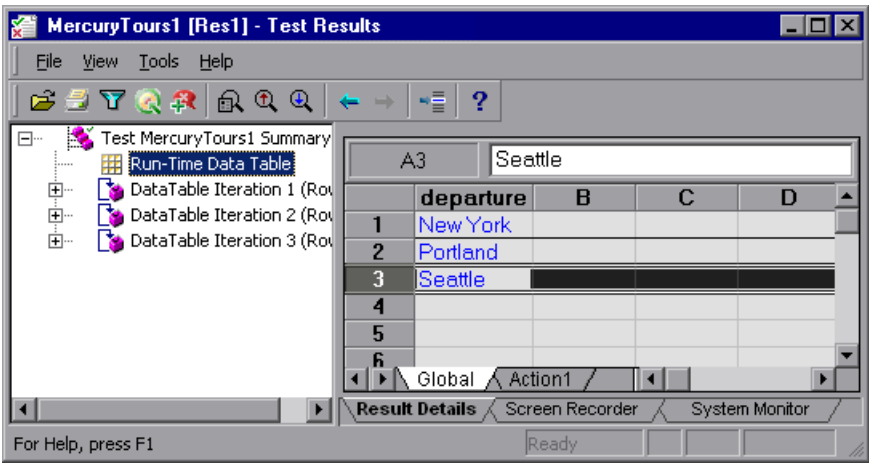 MercuryTours1 [Res1] - Test Results
File View Tools Help
Test MercuryTours1 Summary
Run-Time Data Table
DataTable Iteration 1 (Row
DataTable Iteration 2 (Row
DataTable Iteration 3 (Row
A3 Seattle
departure B C D
1 New York
2 Portland
3 Seattle
4
5
6
Global Action1
Result Details Screen Recorder System Monitor
For Help, press F1 Ready